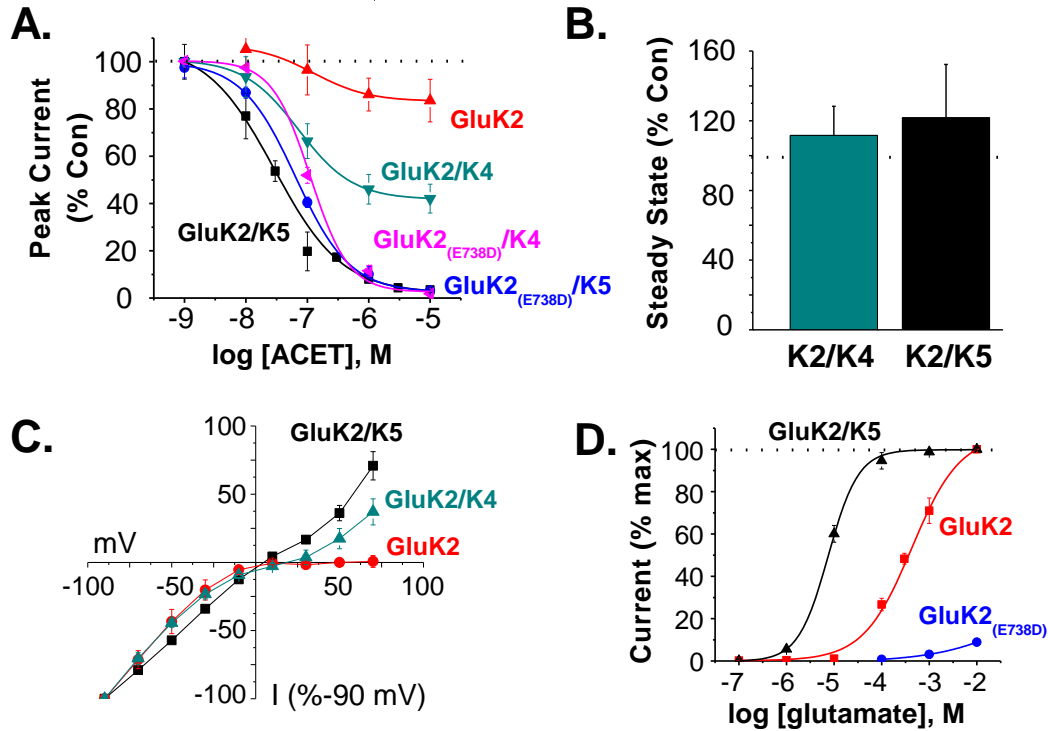 A.
Peak Current
(% Con)
100
80
60
40
20
0
GluK2
GluK2/K4
GluK2/K5
GluK2(E738D)/K4
GluK2(E738D)/K5
-9 -8 -7 -6 -5
log [ACET], M
B.
Steady State (% Con)
160
120
80
40
0
K2/K4 K2/K5
C.
100
GluK2/K5
50
GluK2/K4
mV
GluK2
-50 50 100
-50
-100
I (%-90 mV)
D.
GluK2/K5
Current (% max)
100
80
60
40
20
0
GluK2
GluK2(E738D)
-7 -6 -5 -4 -3 -2
log [glutamate], M